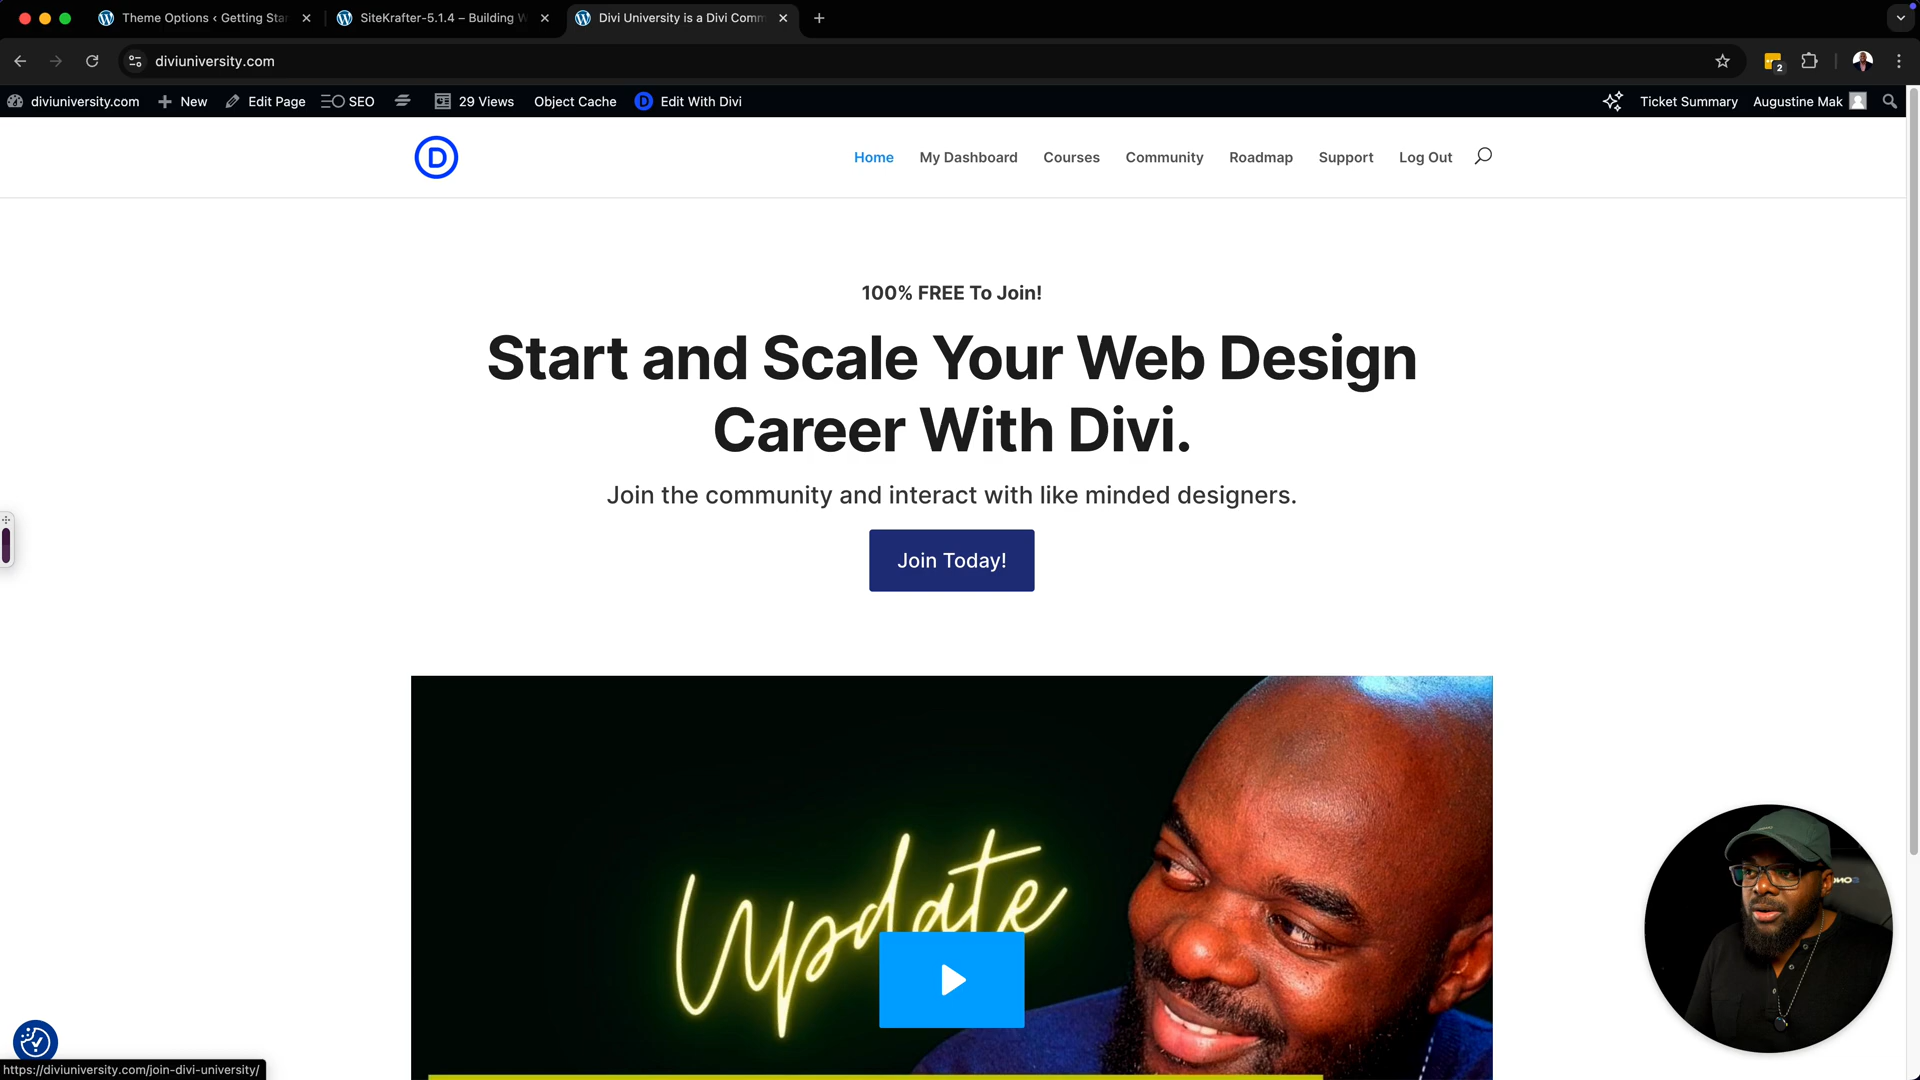 Theme Options ‹ Getting Star
SiteKrafter-5.1.4 – Building W
Divi University is a Divi Comm
diviuniversity.com
2
diviuniversity.com
New
Edit Page
SEO
29 Views
Object Cache
D
Edit With Divi
Ticket Summary
Augustine Mak
D
Home
My Dashboard
Courses
Community
Roadmap
Support
Log Out
100% FREE To Join!
Start and Scale Your Web Design
Career With Divi.
Join the community and interact with like minded designers.
Join Today!
Update
https://diviuniversity.com/join-divi-university/